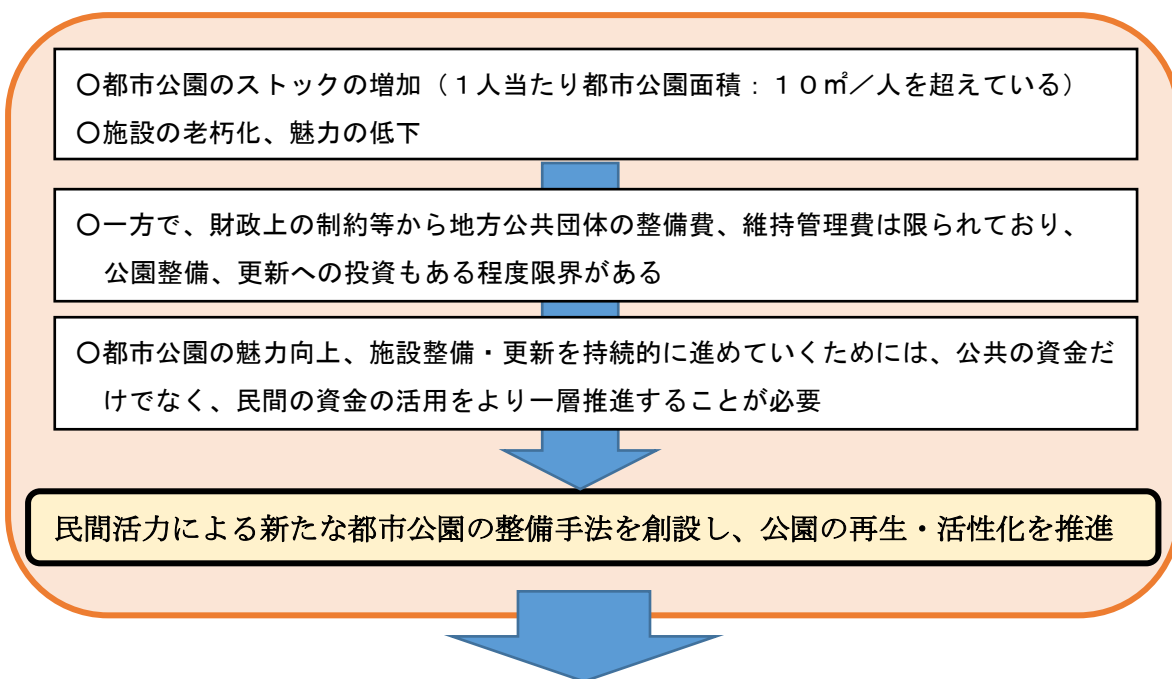 〇都市公園のストックの増加（１人当たり都市公園面積：１０㎡／人を超えている）
〇施設の老朽化、魅力の低下
〇一方で、財政上の制約等から地方公共団体の整備費、維持管理費は限られており、
公園整備、更新への投資もある程度限界がある
〇都市公園の魅力向上、施設整備・更新を持続的に進めていくためには、公共の資金だ
けでなく、民間の資金の活用をより一層推進することが必要
民間活力による新たな都市公園の整備手法を創設し、公園の再生・活性化を推進